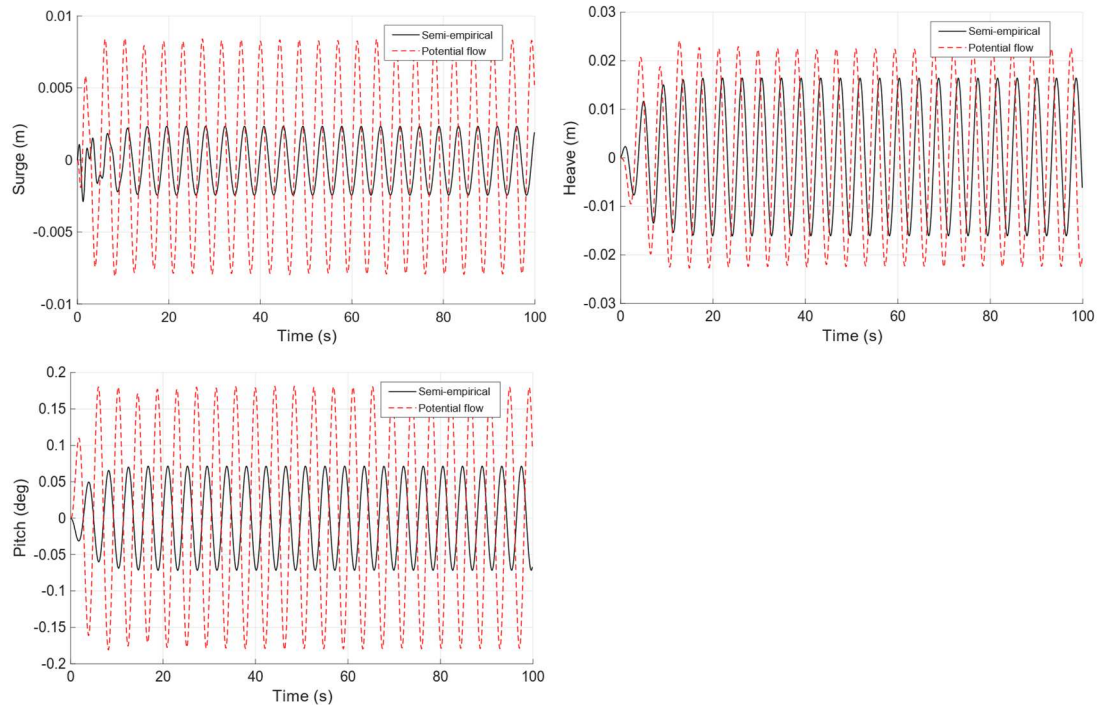 0.01
0.005
0
-0.005
-0.01
Surge (m)
Semi-empirical
Potential flow
0 20 40 60 80 100
Time (s)
0.03
0.02
0.01
0
-0.01
-0.02
-0.03
Heave (m)
Semi-empirical
Potential flow
0 20 40 60 80 100
Time (s)
0.2
0.15
0.1
0.05
0
-0.05
-0.1
-0.15
-0.2
Pitch (deg)
Semi-empirical
Potential flow
0 20 40 60 80 100
Time (s)